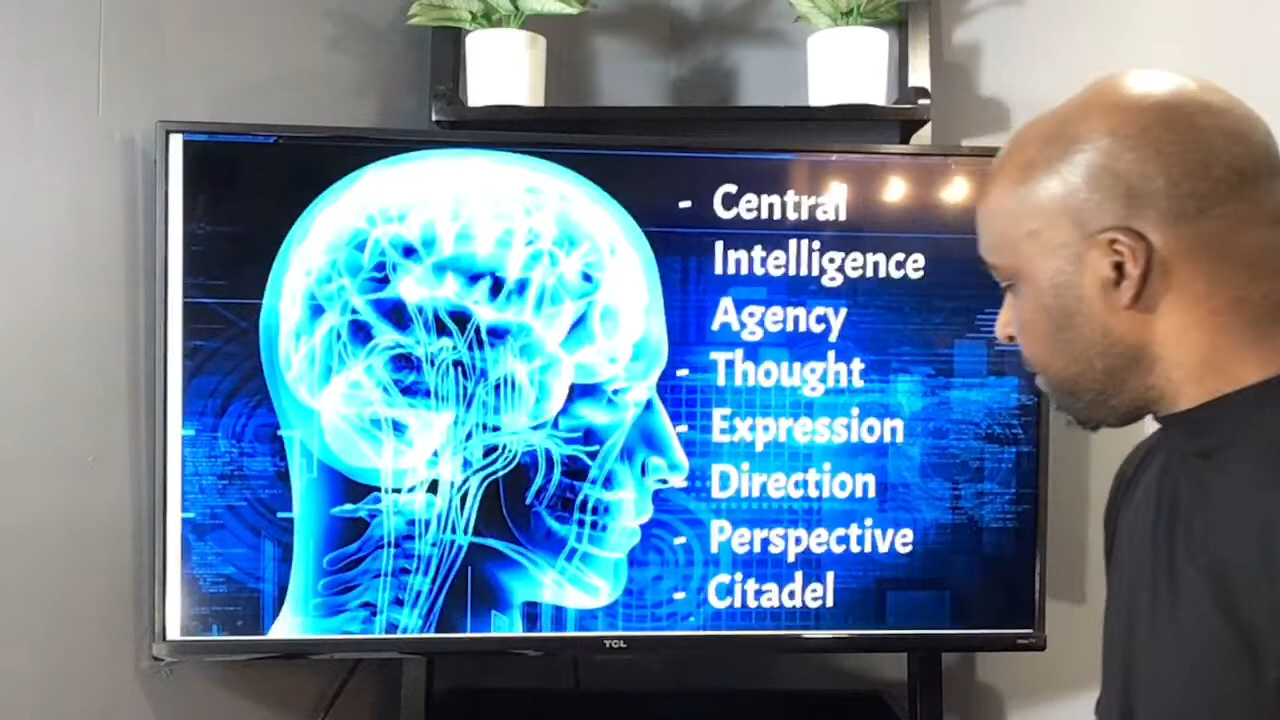 - Central
Intelligence
Agency
- Thought
- Expression
- Direction
- Perspective
- Citadel
TCL